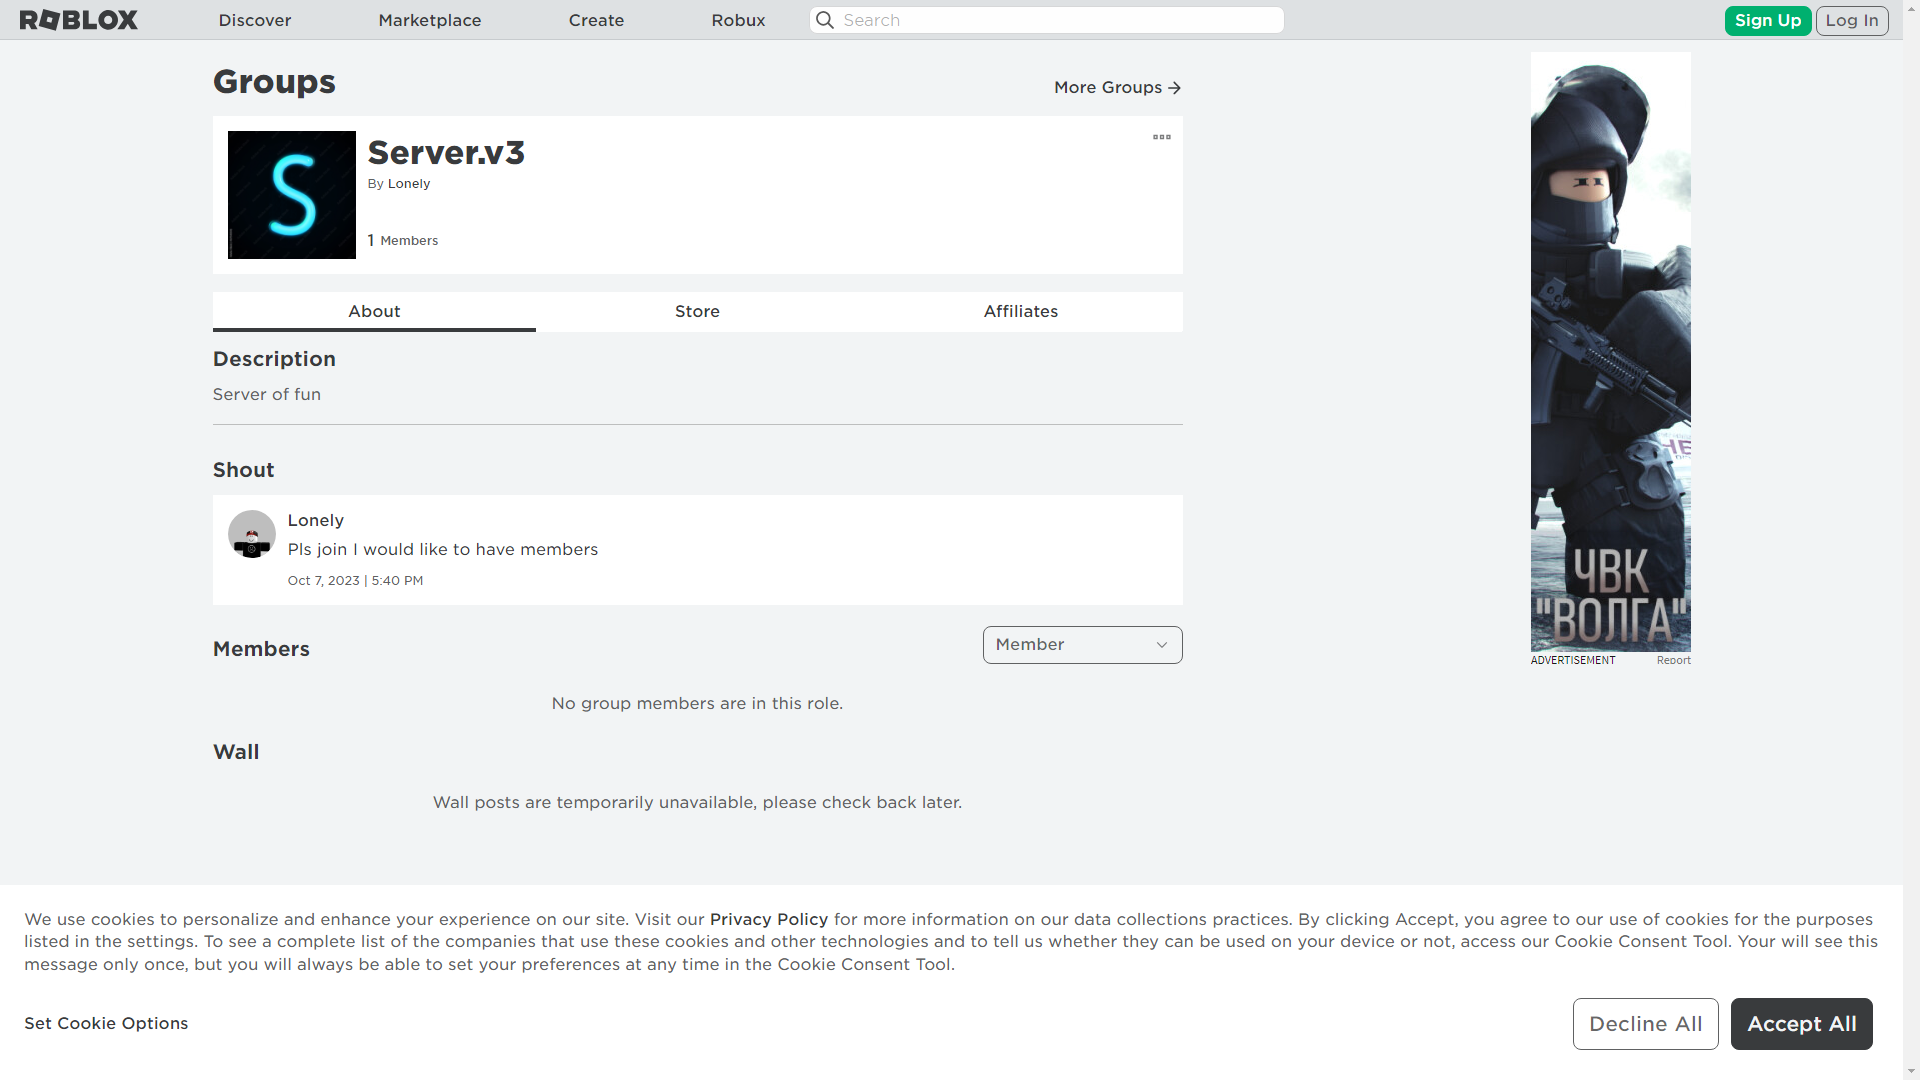 ROBLOX
Discover
Marketplace
Create
Robux
Search
Sign Up
Log In
Groups
More Groups
S
Server.v3
By Lonely
1 Members
About
Store
Affiliates
Description
Server of fun
Shout
Lonely
Pls join I would like to have members
Oct 7, 2023 | 5:40 PM
Members
Member
No group members are in this role.
Wall
Wall posts are temporarily unavailable, please check back later.
ЧВК
"ВОЛГА"
ADVERTISEMENT
Report
We use cookies to personalize and enhance your experience on our site. Visit our Privacy Policy for more information on our data collections practices. By clicking Accept, you agree to our use of cookies for the purposes
listed in the settings. To see a complete list of the companies that use these cookies and other technologies and to tell us whether they can be used on your device or not, access our Cookie Consent Tool. Your will see this
message only once, but you will always be able to set your preferences at any time in the Cookie Consent Tool.
Set Cookie Options
Decline All
Accept All